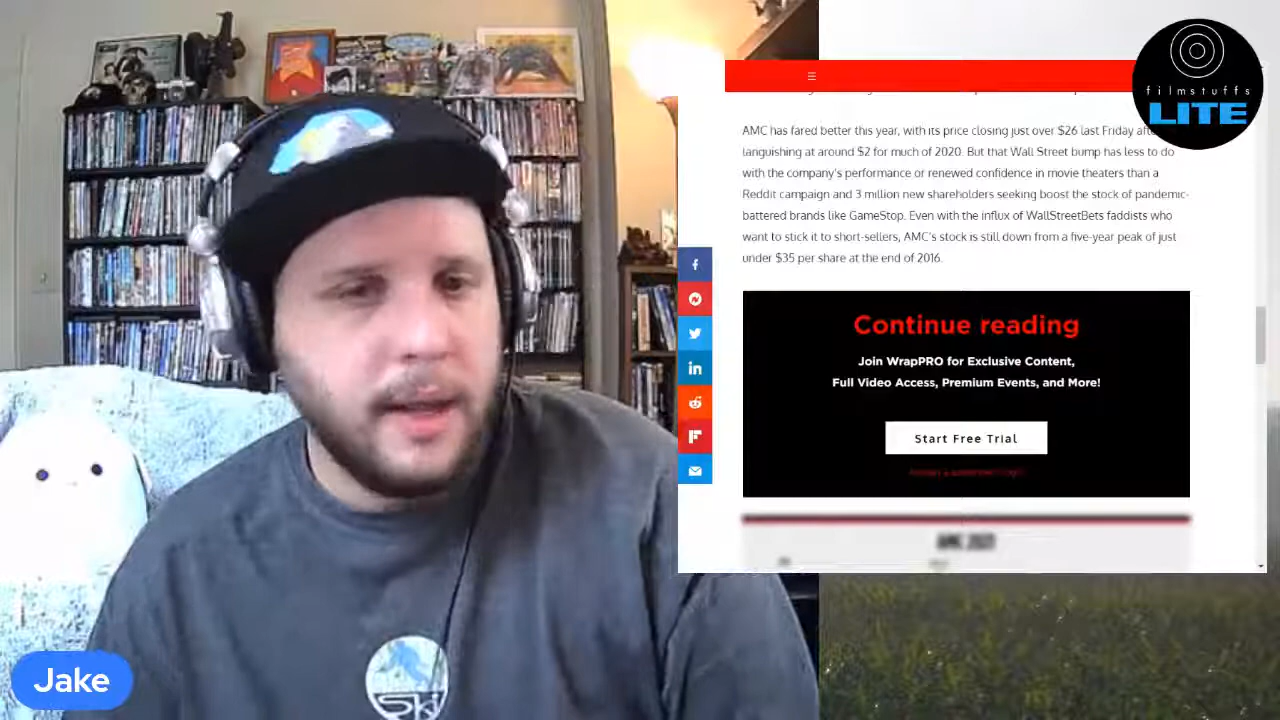 filmstuffs
LITE
AMC has fared better this year, with its price closing just over $26 last Friday
languishing at around $2 for much of 2020. But that Wall Street bump has less to do
with the company's performance or renewed confidence in movie theaters than a
Reddit campaign and 3 million new shareholders seeking boost the stock of pandemic-
battered brands like GameStop. Even with the influx of WallStreetBets faddists who
want to stick it to short-sellers, AMC's stock is still down from a five-year peak of just
under $35 per share at the end of 2016.
Continue reading
Join WrapPRO for Exclusive Content,
Full Video Access, Premium Events, and More!
Start Free Trial
Jake